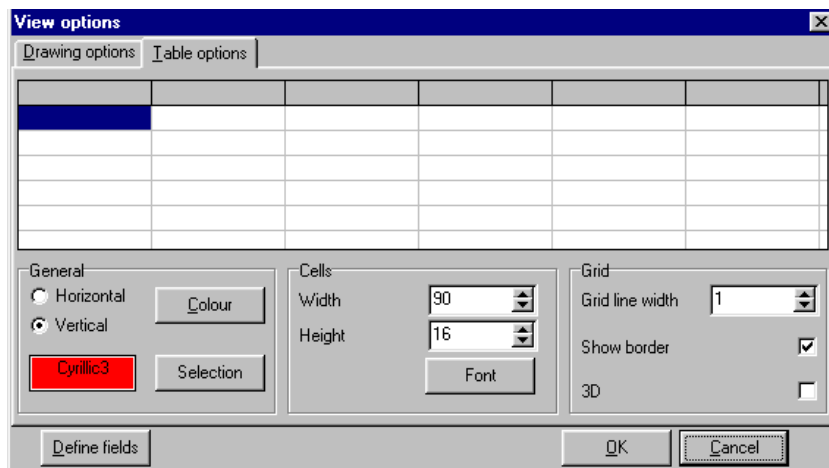 View options
Drawing options Table options
General
Horizontal
Vertical
Colour
Cyrillic3
Selection
Cells
Width 90
Height 16
Font
Grid
Grid line width 1
Show border
3D
Define fields OK Cancel